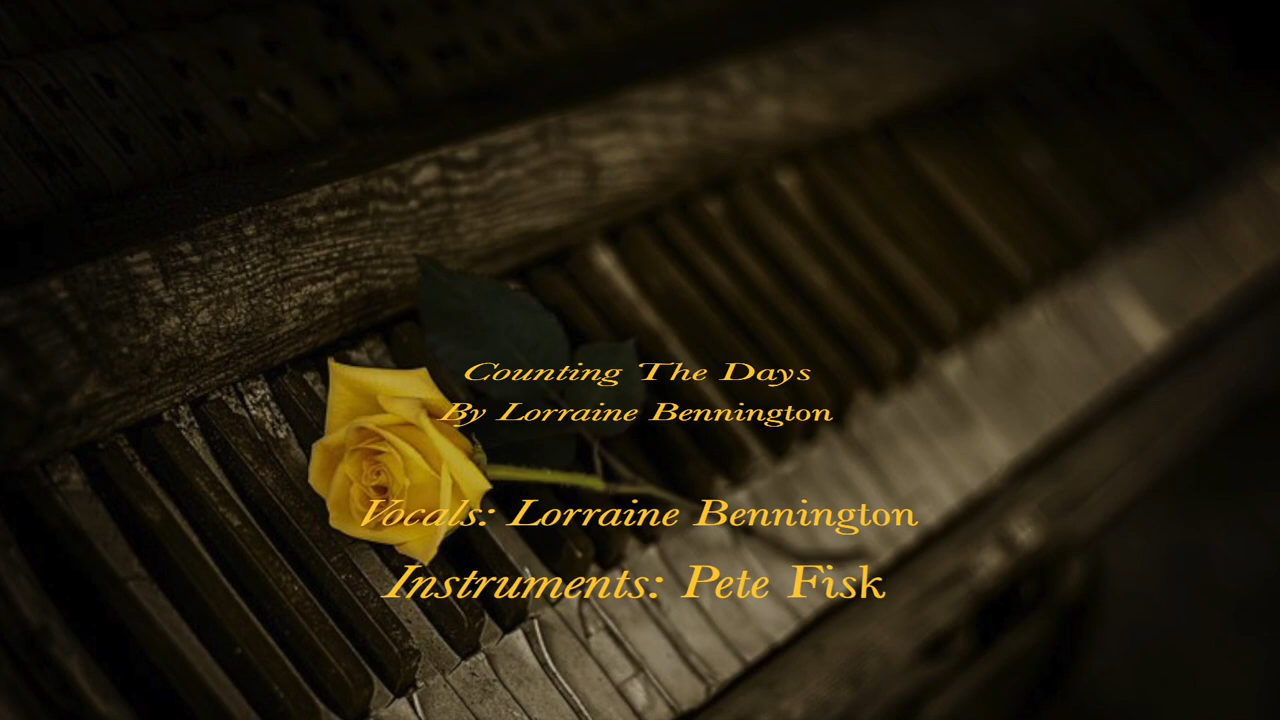 Counting The Days
By Lorraine Bennington
Vocals: Lorraine Bennington
Instruments: Pete Fisk